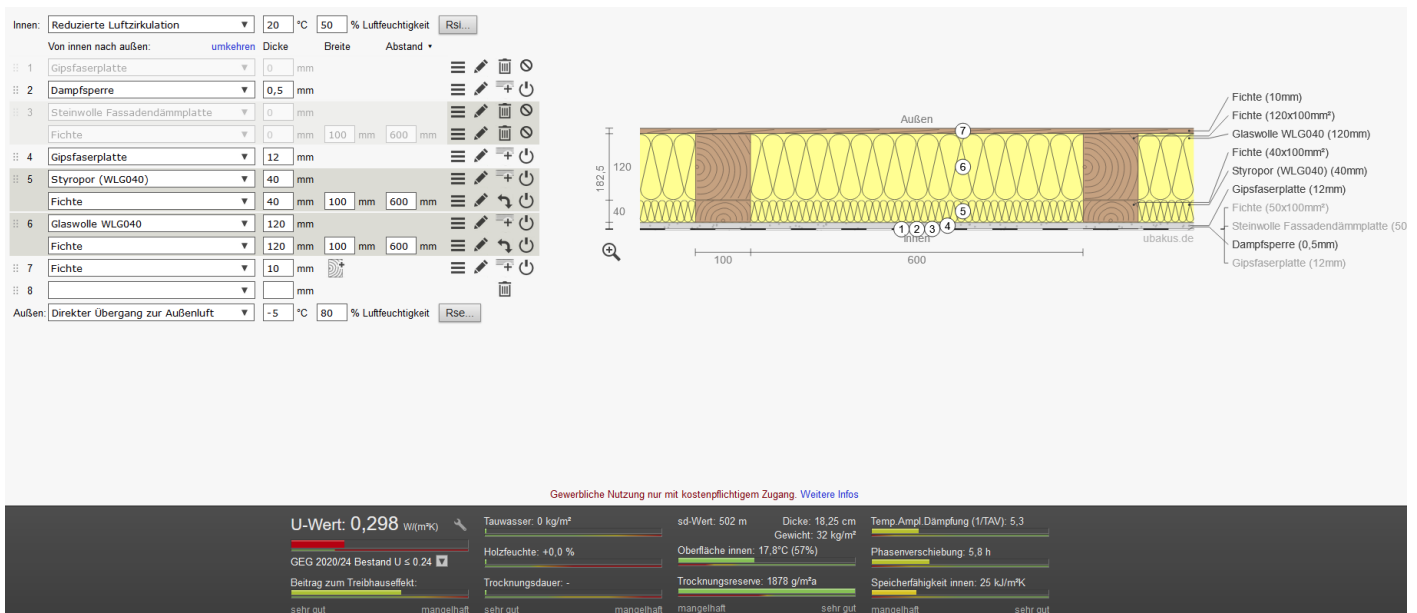 Innen: Reduzierte Luftzirkulation 20 °C 50 % Luftfeuchtigkeit Rsi...
Von innen nach außen: umkehren Dicke Breite Abstand
1 Gipsfaserplatte 0 mm
2 Dampfsperre 0,5 mm
3 Steinwolle Fassadendämmplatte 0 mm
Fichte 0 mm 100 mm 600 mm
4 Gipsfaserplatte 12 mm
5 Styropor (WLG040) 40 mm
Fichte 40 mm 100 mm 600 mm
6 Glaswolle WLG040 120 mm
Fichte 120 mm 100 mm 600 mm
7 Fichte 10 mm
8 mm
Außen: Direkter Übergang zur Außenluft -5 °C 80 % Luftfeuchtigkeit Rse...
Außen
7
6
5
1 2 3 4
Innen
182,5
120
40
100
600
ubakus.de
Fichte (10mm)
Fichte (120x100mm²)
Glaswolle WLG040 (120mm)
Fichte (40x100mm²)
Styropor (WLG040) (40mm)
Gipsfaserplatte (12mm)
Fichte (50x100mm²)
Steinwolle Fassadendämmplatte (50
Dampfsperre (0,5mm)
Gipsfaserplatte (12mm)
Gewerbliche Nutzung nur mit kostenpflichtigem Zugang. Weitere Infos
U-Wert: 0,298 W/(m²K)
GEG 2020/24 Bestand U ≤ 0.24
Beitrag zum Treibhauseffekt:
sehr gut mangelhaft
Tauwasser: 0 kg/m²
Holzfeuchte: +0,0 %
Trocknungsdauer: -
sehr gut mangelhaft
sd-Wert: 502 m Dicke: 18,25 cm
Gewicht: 32 kg/m²
Oberfläche innen: 17,8°C (57%)
Trocknungsreserve: 1878 g/m²a
mangelhaft sehr gut
Temp.Ampl.Dämpfung (1/TAV): 5,3
Phasenverschiebung: 5,8 h
Speicherfähigkeit innen: 25 kJ/m²K
mangelhaft sehr gut